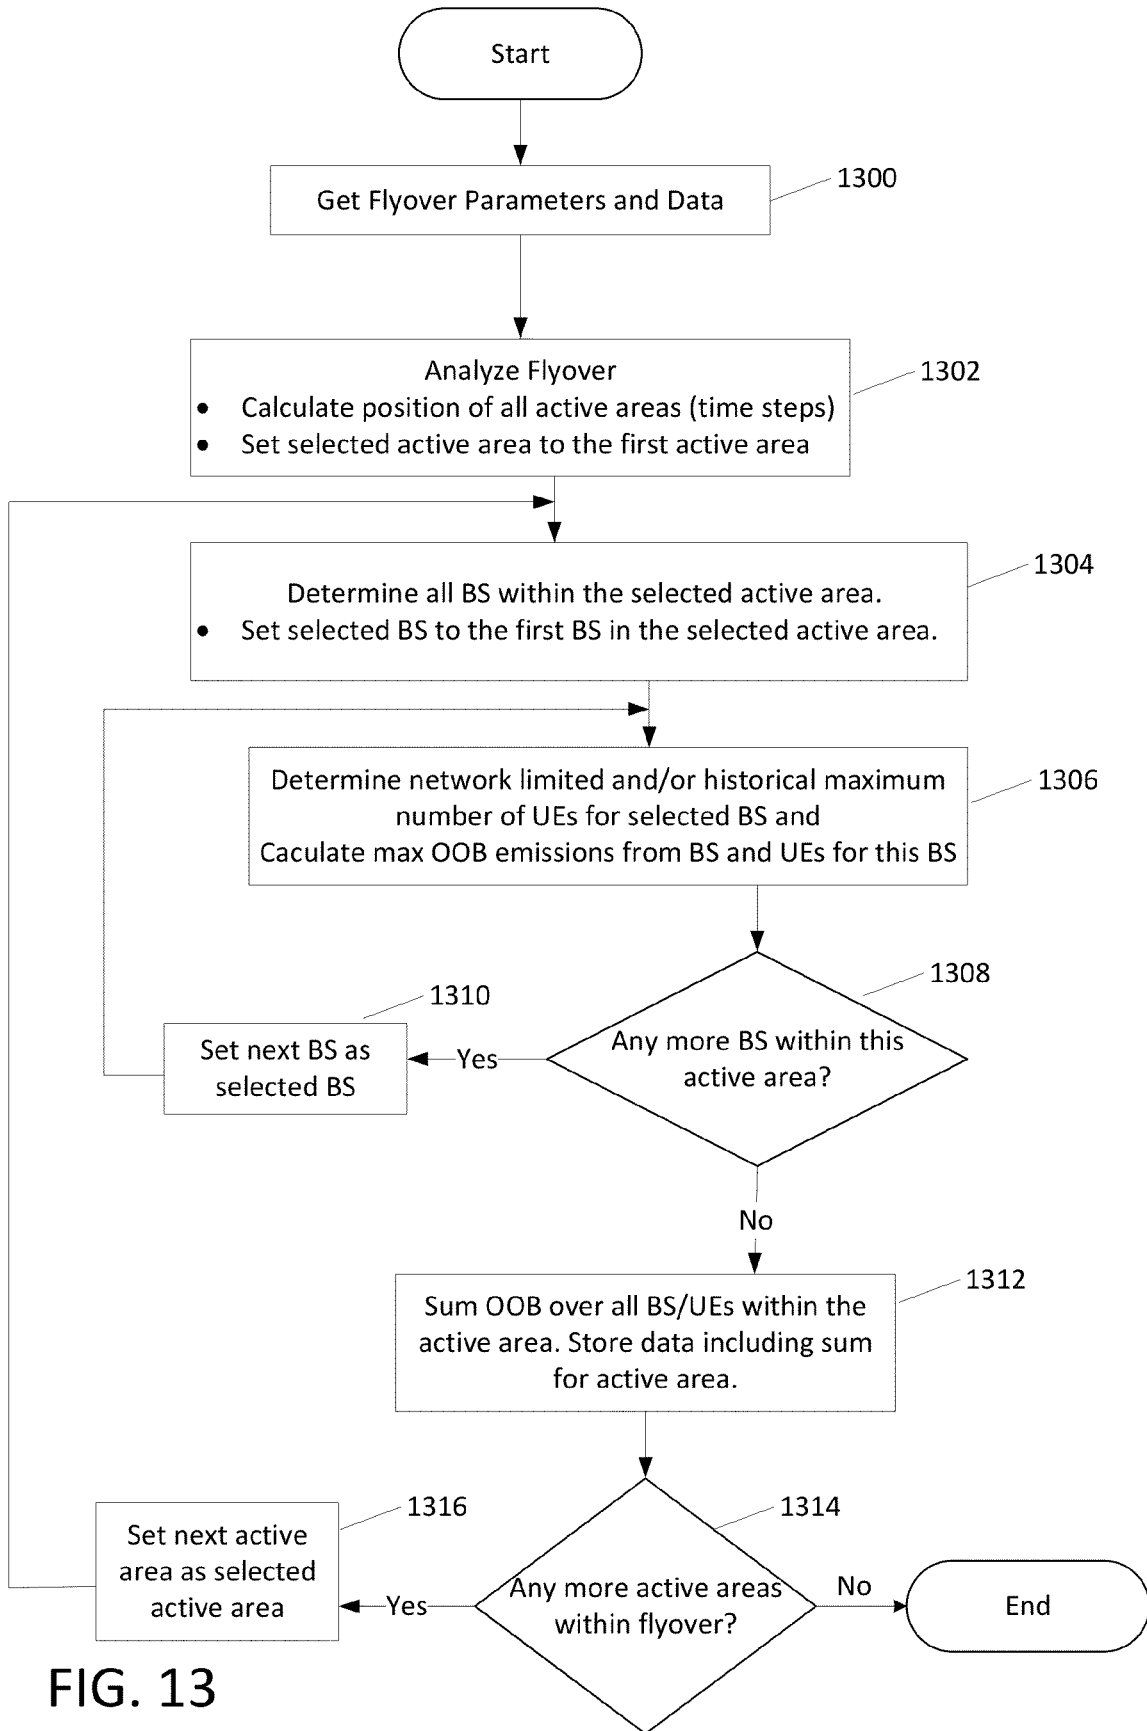 Start
Get Flyover Parameters and Data
1300
Analyze Flyover
• Calculate position of all active areas (time steps)
• Set selected active area to the first active area
1302
Determine all BS within the selected active area.
• Set selected BS to the first BS in the selected active area.
1304
Determine network limited and/or historical maximum
number of UEs for selected BS and
Caculate max OOB emissions from BS and UEs for this BS
1306
Any more BS within this
active area?
1308
Yes
Set next BS as
selected BS
1310
No
Sum OOB over all BS/UEs within the
active area. Store data including sum
for active area.
1312
Any more active areas
within flyover?
1314
Yes
Set next active
area as selected
active area
1316
No
End
FIG. 13